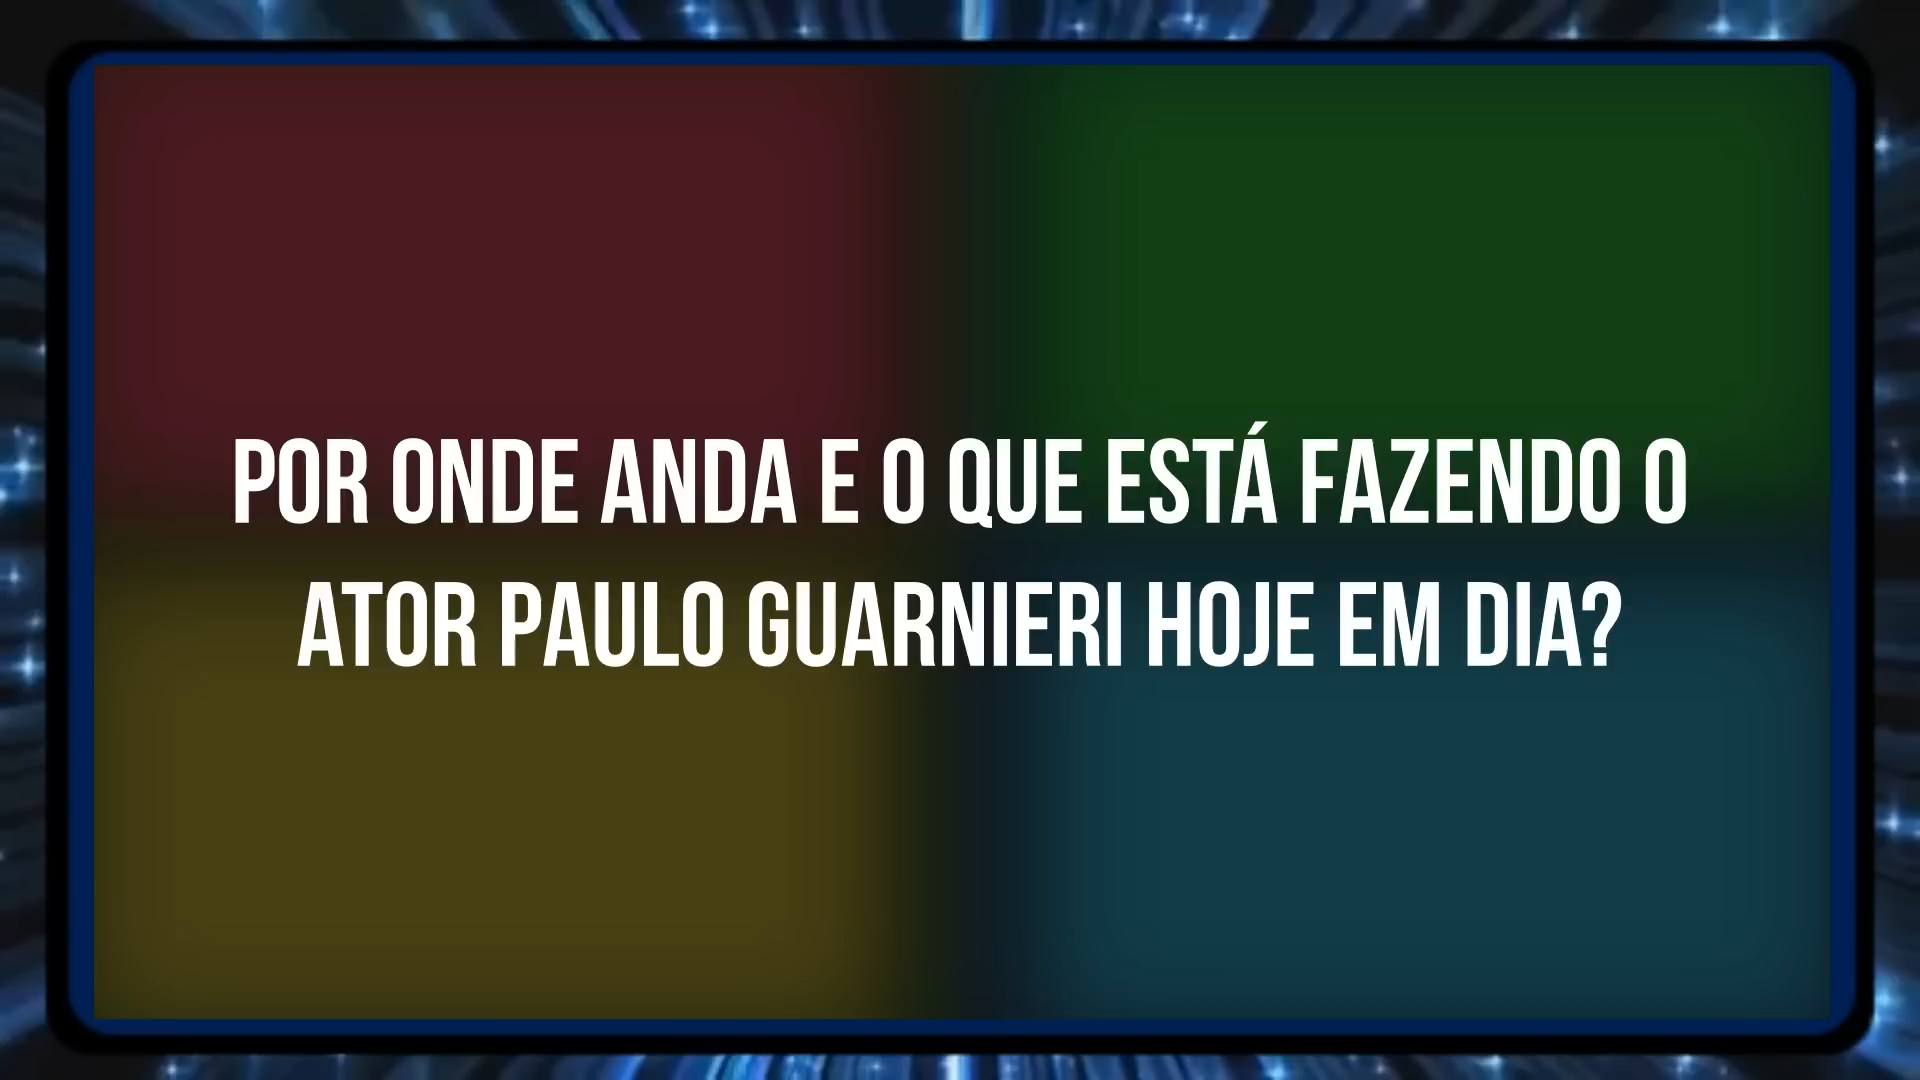 POR ONDE ANDA E O QUE ESTÁ FAZENDO O
ATOR PAULO GUARNIERI HOJE EM DIA?